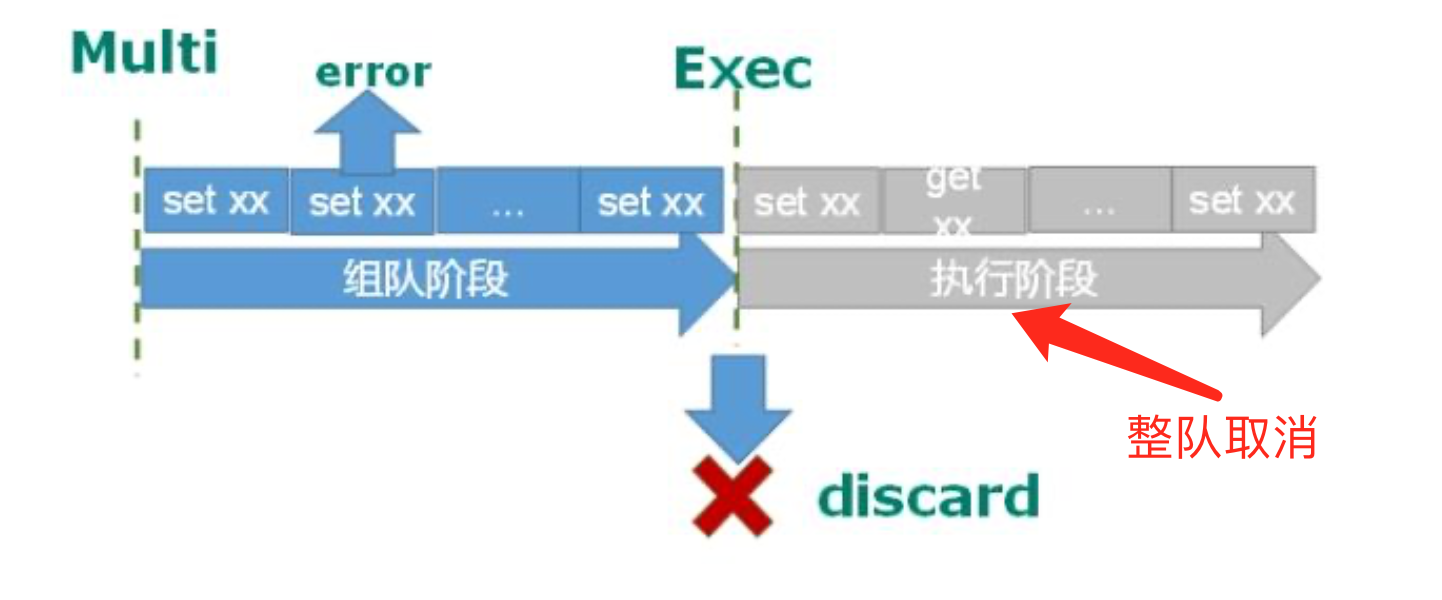 Multi
error
Exec
set xx
set xx
...
set xx
set xx
get
xx
...
set xx
组队阶段
执行阶段
整队取消
discard